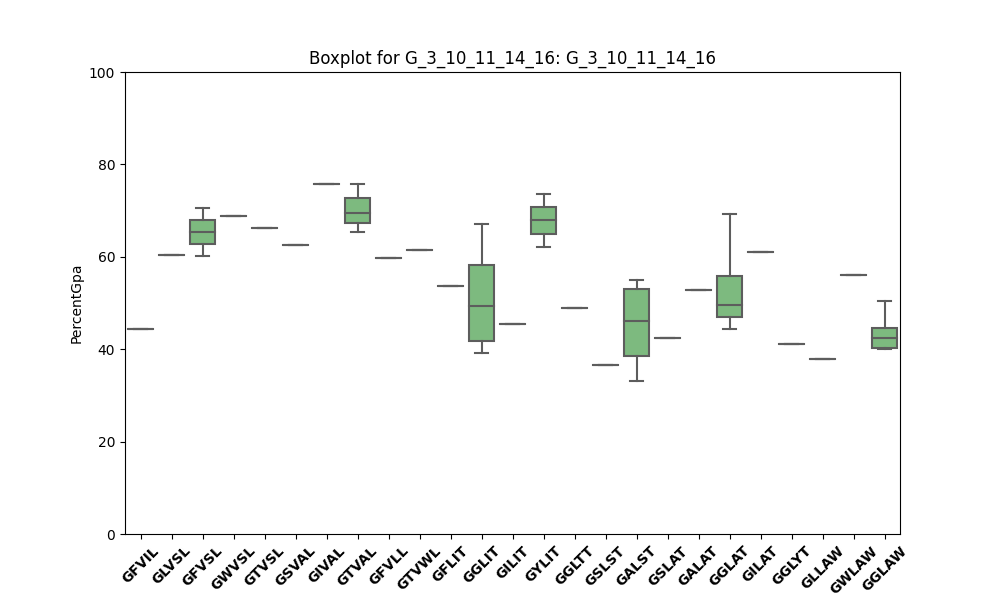 Boxplot for G_3_10_11_14_16: G_3_10_11_14_16
100
80
60
40
20
0
PercentGpa
GFVIL
GLVSL
GFVSL
GWVSL
GTVSL
GSVAL
GIVAL
GTVAL
GFVLL
GTVWL
GFLIT
GGLIT
GILIT
GYLIT
GGLTT
GSLST
GALST
GSLAT
GALAT
GGLAT
GILAT
GGLYT
GLLAW
GWLAW
GGLAW